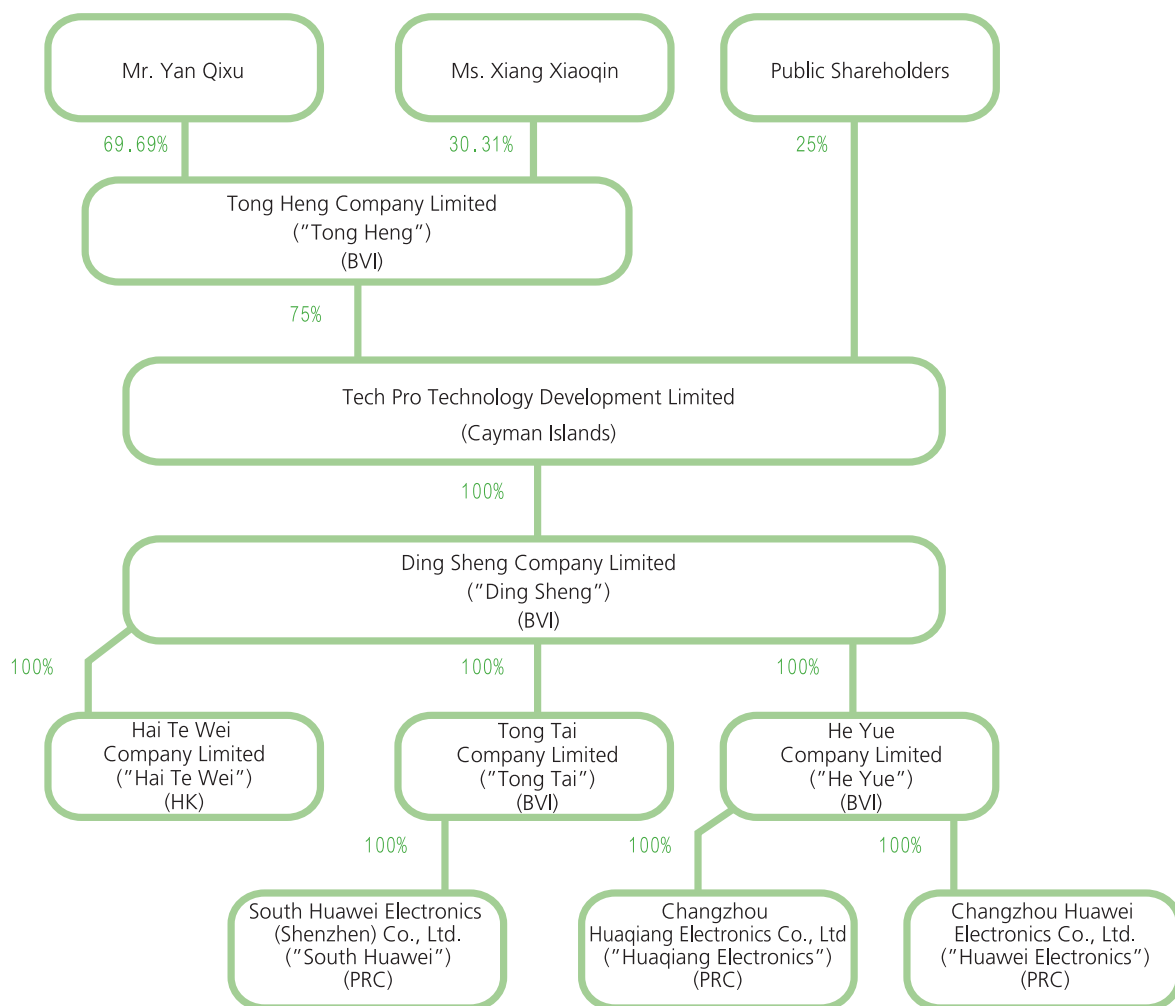 Mr. Yan Qixu
Ms. Xiang Xiaoqin
Public Shareholders
69.69%
30.31%
25%
Tong Heng Company Limited
(”Tong Heng”)
(BVI)
75%
Tech Pro Technology Development Limited
(Cayman Islands)
100%
Ding Sheng Company Limited
(”Ding Sheng”)
(BVI)
100%
100%
100%
Hai Te Wei
Company Limited
(”Hai Te Wei”)
(HK)
Tong Tai
Company Limited
(”Tong Tai”)
(BVI)
He Yue
Company Limited
(”He Yue”)
(BVI)
100%
100%
100%
South Huawei Electronics
(Shenzhen) Co., Ltd.
(”South Huawei”)
(PRC)
Changzhou
Huaqiang Electronics Co., Ltd
(”Huaqiang Electronics”)
(PRC)
Changzhou Huawei
Electronics Co., Ltd.
(”Huawei Electronics”)
(PRC)